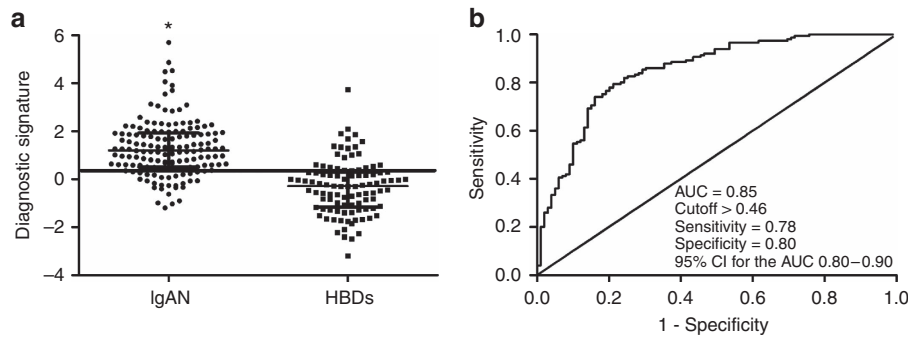 a
*
Diagnostic signature
6
4
2
0
–2
–4
IgAN
HBDs
b
Sensitivity
1.0
0.8
0.6
0.4
0.2
0.0
AUC = 0.85
Cutoff > 0.46
Sensitivity = 0.78
Specificity = 0.80
95% CI for the AUC 0.80–0.90
0.0 0.2 0.4 0.6 0.8 1.0
1 - Specificity